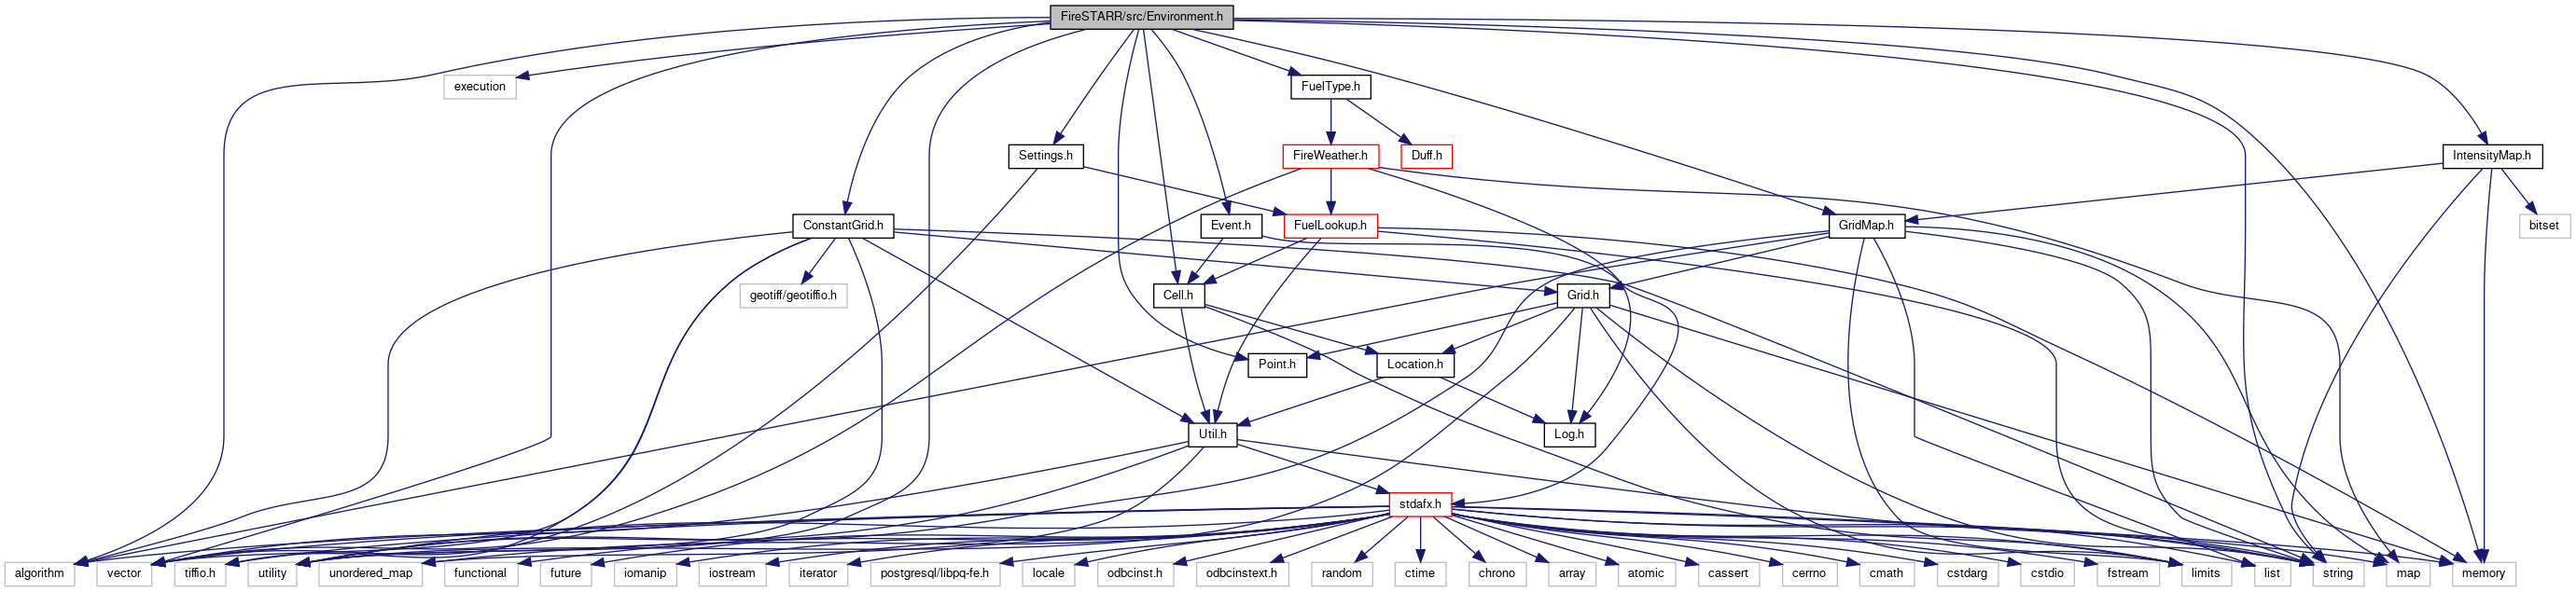 FireSTARR/src/Environment.h
execution
FuelType.h
Settings.h
FireWeather.h
Duff.h
IntensityMap.h
ConstantGrid.h
Event.h
FuelLookup.h
GridMap.h
bitset
geotiff/geotiffio.h
Cell.h
Grid.h
Point.h
Location.h
Util.h
Log.h
stdafx.h
algorithm
vector
tiffio.h
utility
unordered_map
functional
future
iomanip
iostream
iterator
postgresql/libpq-fe.h
locale
odbcinst.h
odbcinstext.h
random
ctime
chrono
array
atomic
cassert
cerrno
cmath
cstdarg
cstdio
fstream
limits
list
string
map
memory